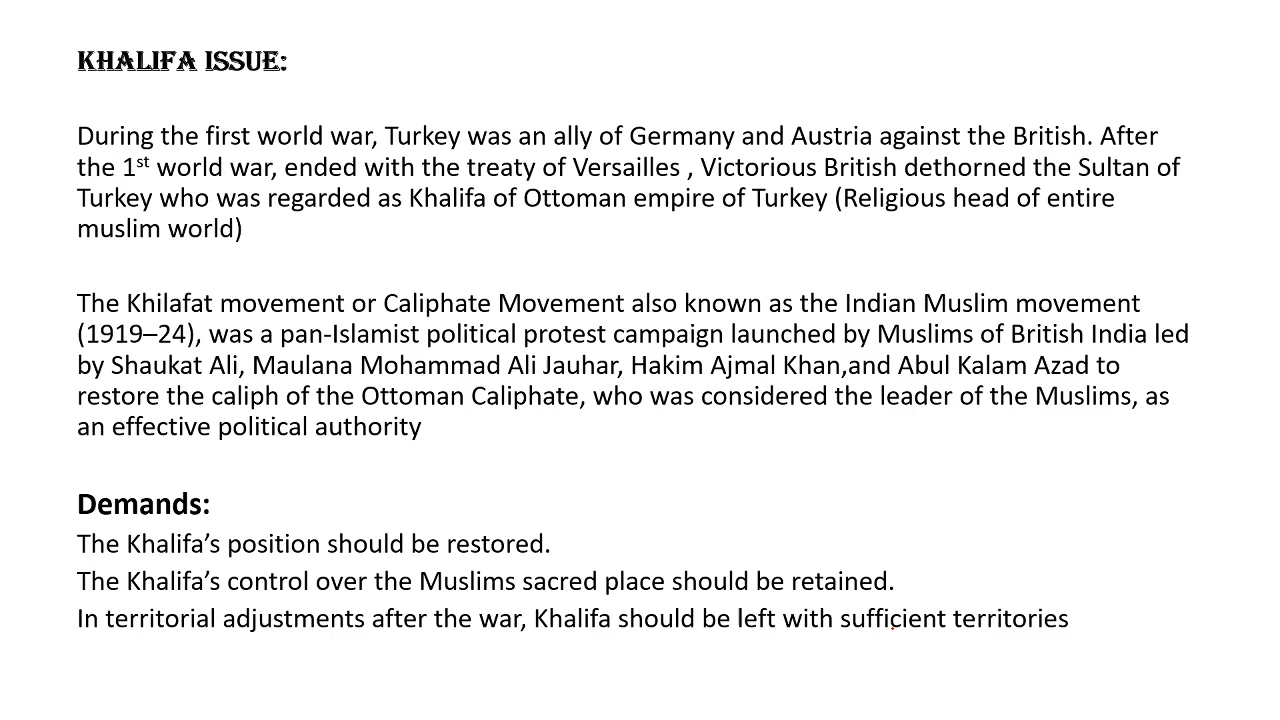 KHALIFA ISSUE:
During the first world war, Turkey was an ally of Germany and Austria against the British. After
the 1st world war, ended with the treaty of Versailles , Victorious British dethorned the Sultan of
Turkey who was regarded as Khalifa of Ottoman empire of Turkey (Religious head of entire
muslim world)
The Khilafat movement or Caliphate Movement also known as the Indian Muslim movement
(1919–24), was a pan-Islamist political protest campaign launched by Muslims of British India led
by Shaukat Ali, Maulana Mohammad Ali Jauhar, Hakim Ajmal Khan,and Abul Kalam Azad to
restore the caliph of the Ottoman Caliphate, who was considered the leader of the Muslims, as
an effective political authority
Demands:
The Khalifa’s position should be restored.
The Khalifa’s control over the Muslims sacred place should be retained.
In territorial adjustments after the war, Khalifa should be left with sufficient territories